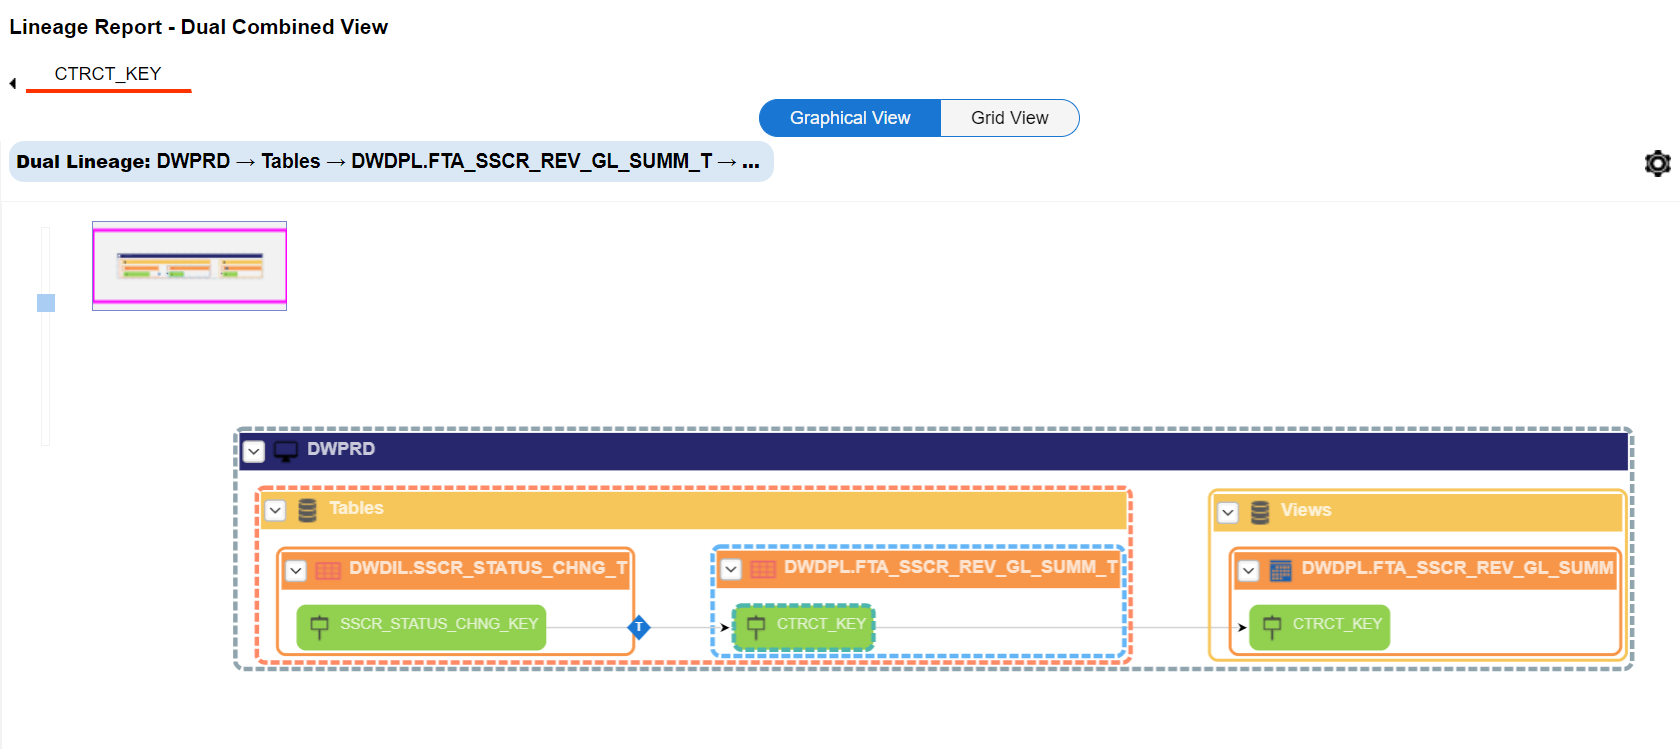 Lineage Report - Dual Combined View
CTRCT_KEY
Graphical View
Grid View
Dual Lineage: DWPRD → Tables → DWDPL.FTA_SSCR_REV_GL_SUMM_T → ...
DWPRD
Tables
Views
DWDIL.SSCR_STATUS_CHNG_T
DWDPL.FTA_SSCR_REV_GL_SUMM_T
DWDPL.FTA_SSCR_REV_GL_SUMM
SSCR_STATUS_CHNG_KEY
T
CTRCT_KEY
CTRCT_KEY